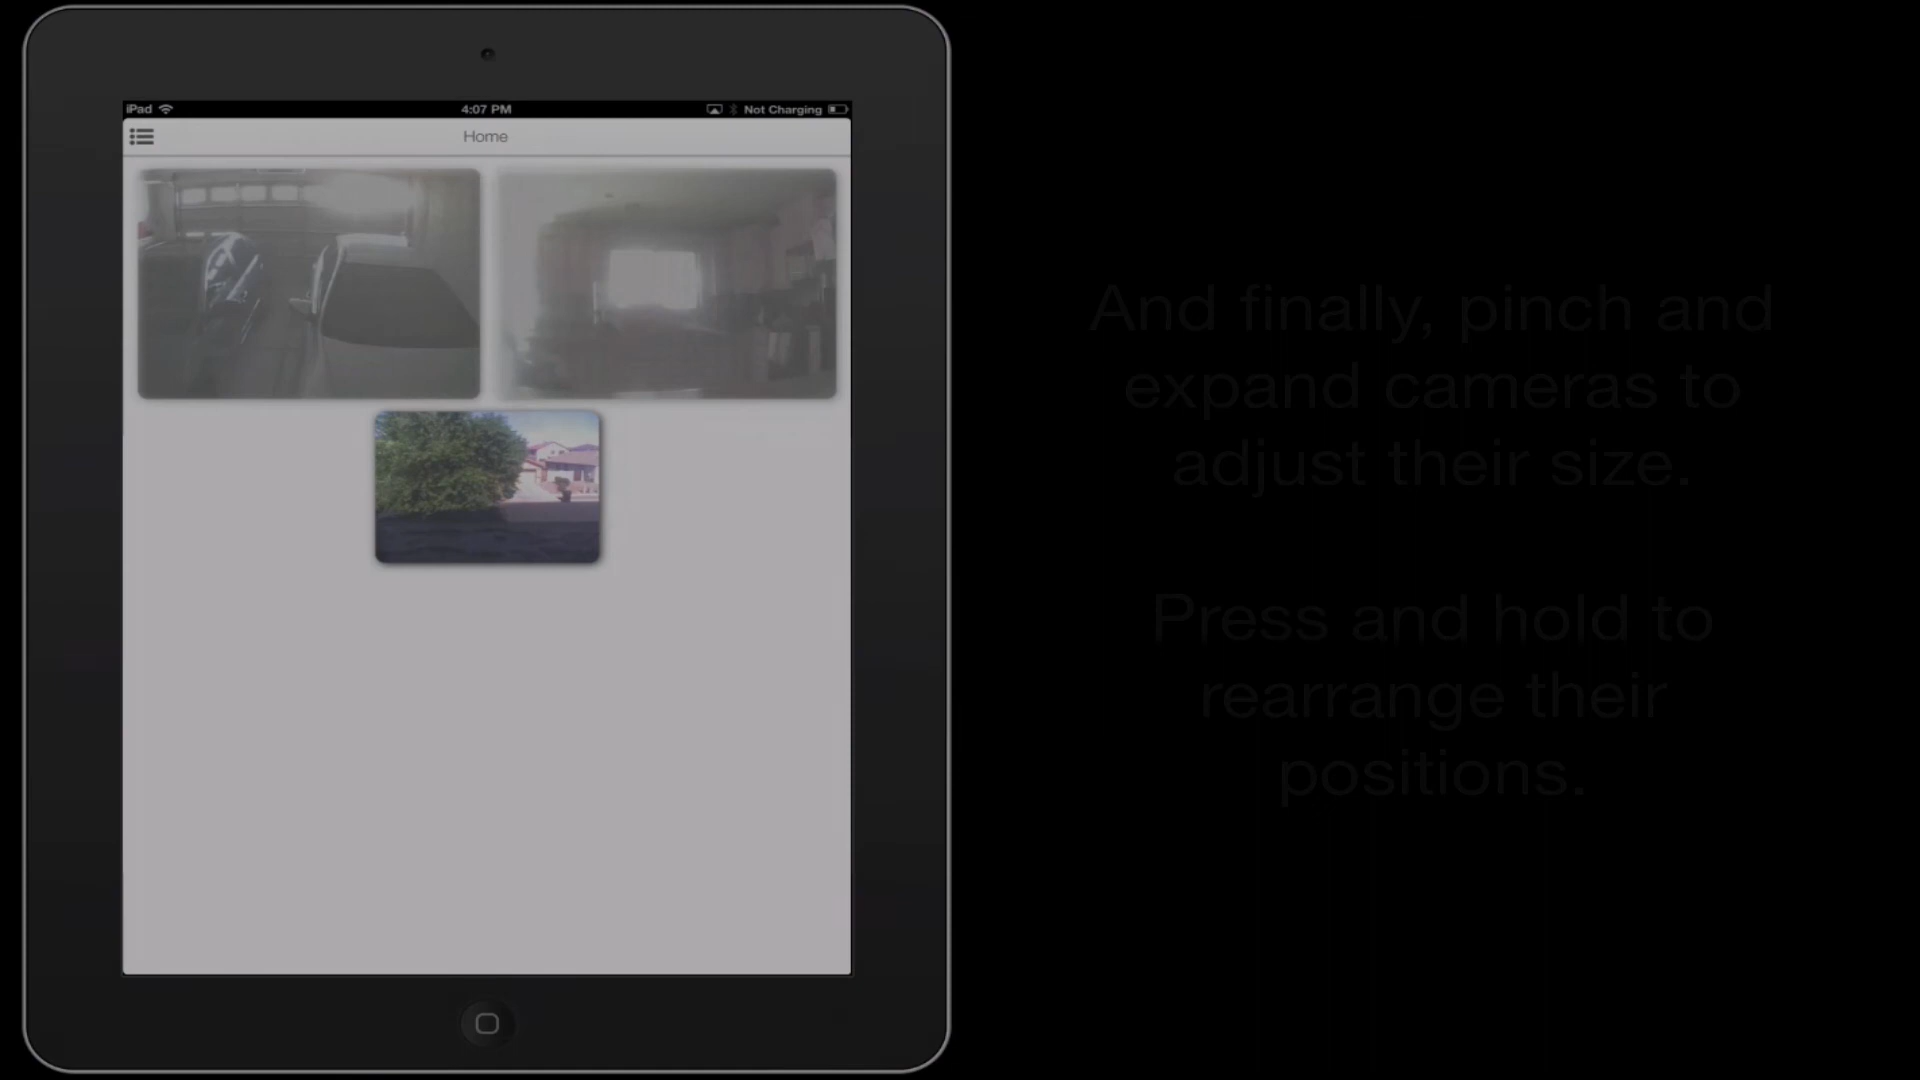 iPad
4:07 PM
Not Charging
Home
And finally, pinch and
expand cameras to
adjust their size.
Press and hold to
rearrange their
positions.